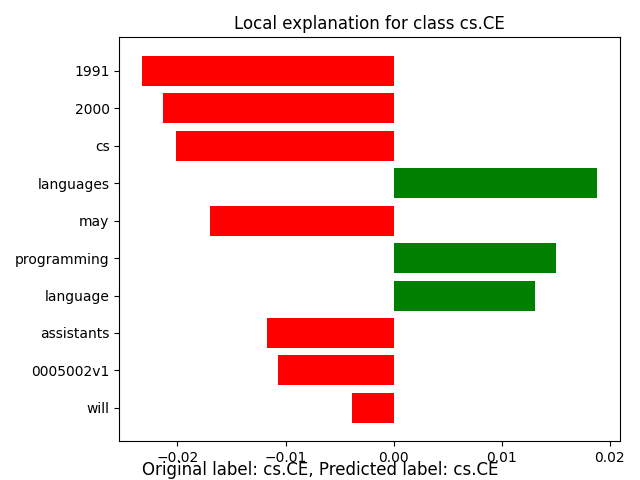 Local explanation for class cs.CE
1991
2000
cs
languages
may
programming
language
assistants
0005002v1
will
−0.02 −0.01 0.00 0.01 0.02
Original label: cs.CE, Predicted label: cs.CE